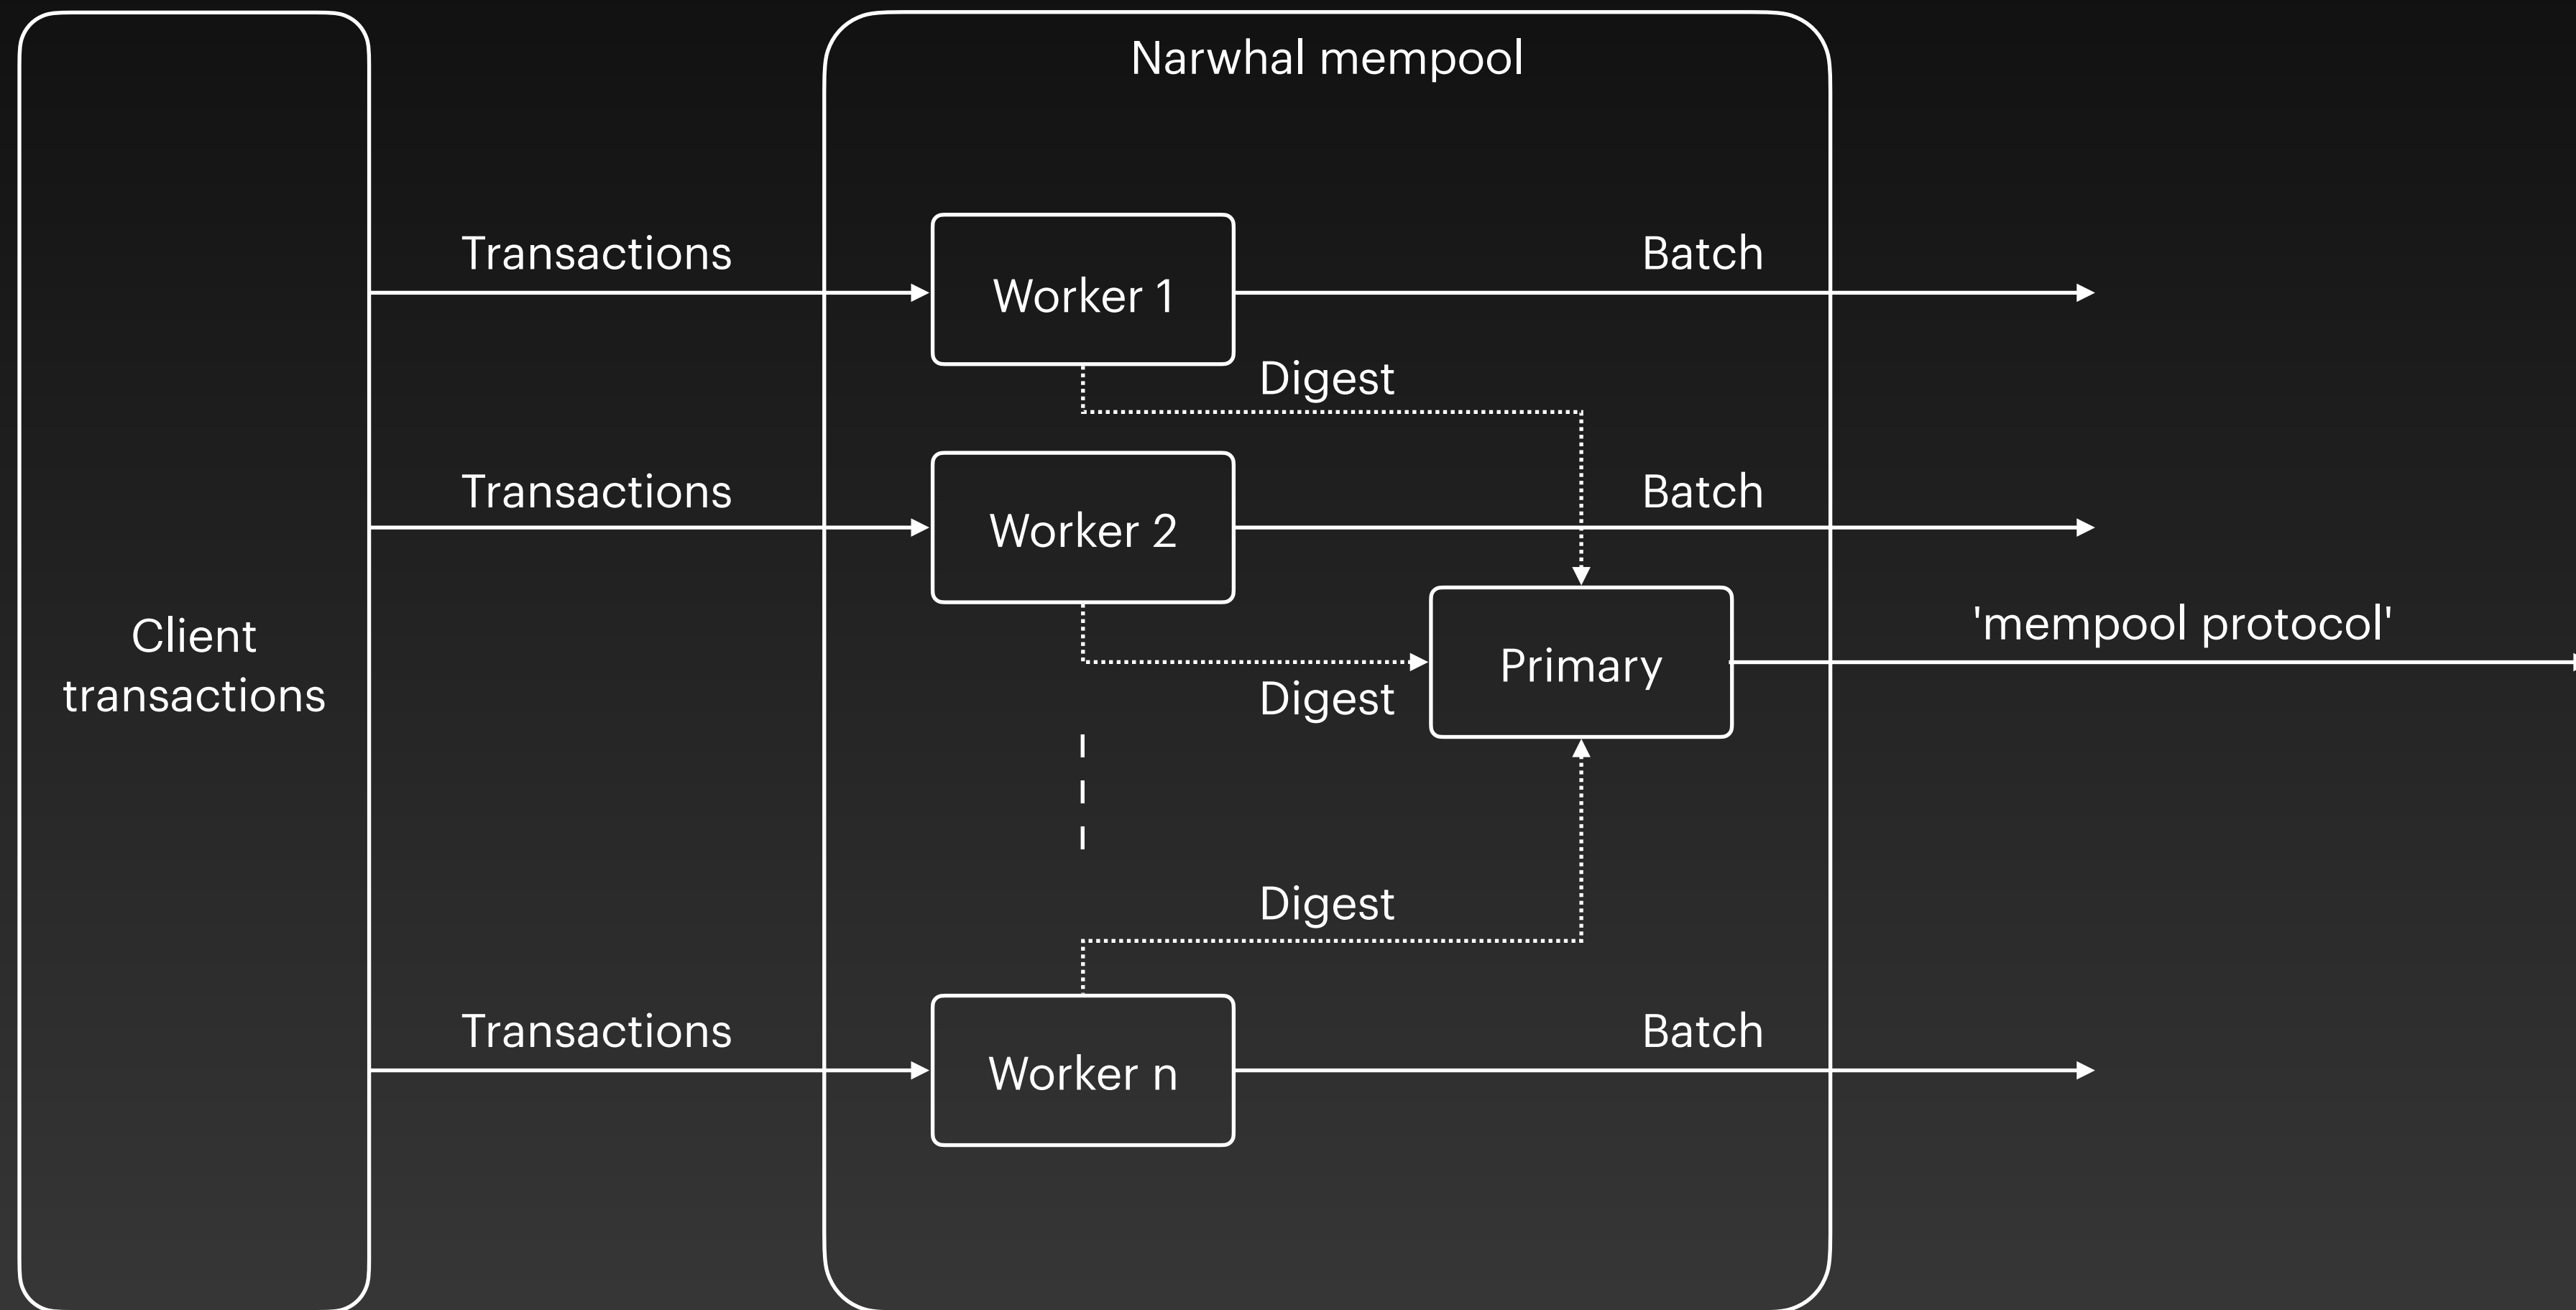 Narwhal mempool
Transactions
Worker 1
Batch
Digest
Transactions
Worker 2
Batch
Client
transactions
Digest
Primary
'mempool protocol'
Digest
Transactions
Worker n
Batch